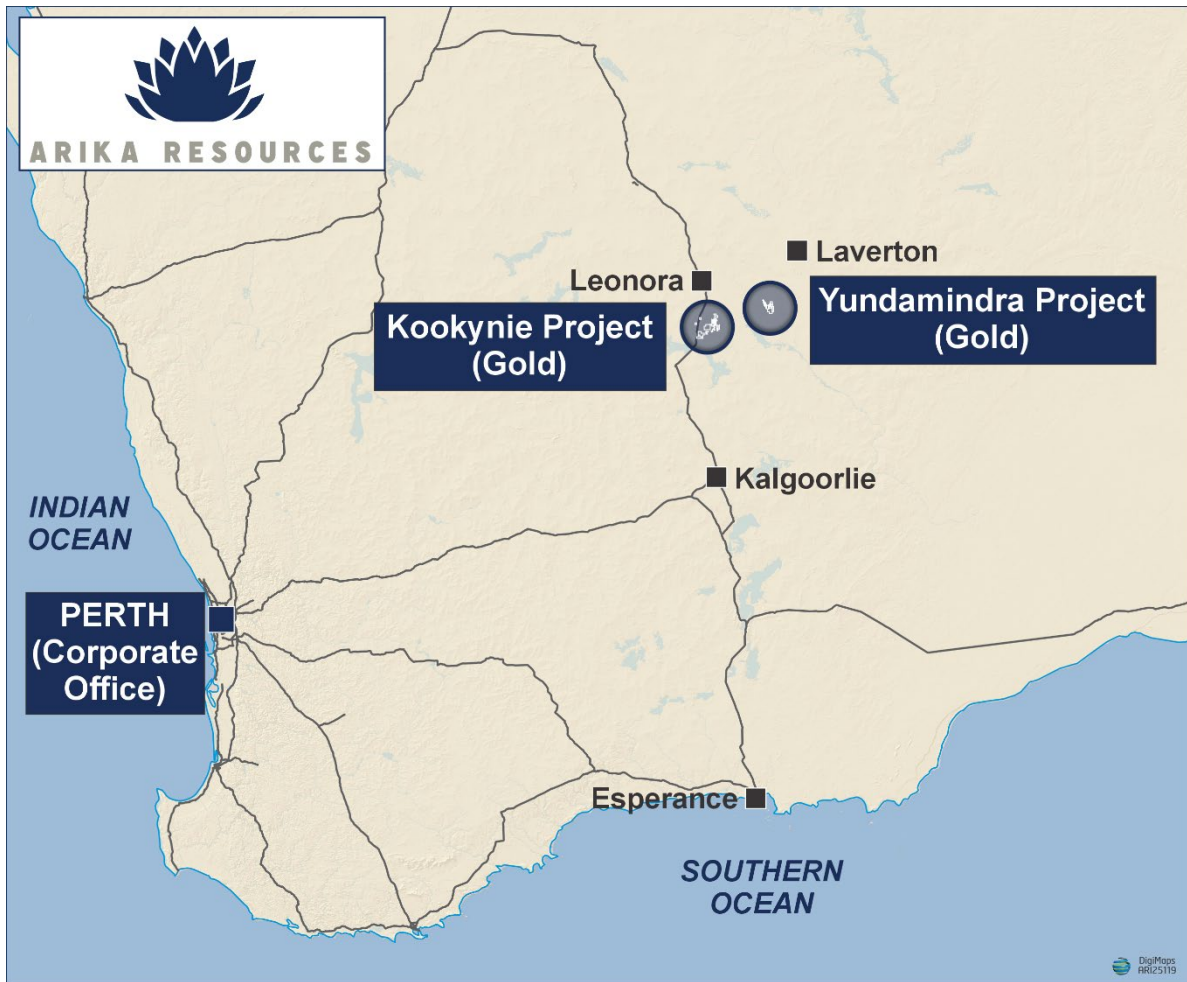 ARIKA RESOURCES
Laverton
Leonora
Kookynie Project
(Gold)
Yundamindra Project
(Gold)
Kalgoorlie
INDIAN
OCEAN
PERTH
(Corporate
Office)
Esperance
SOUTHERN
OCEAN
DigiMaps
ARI25119